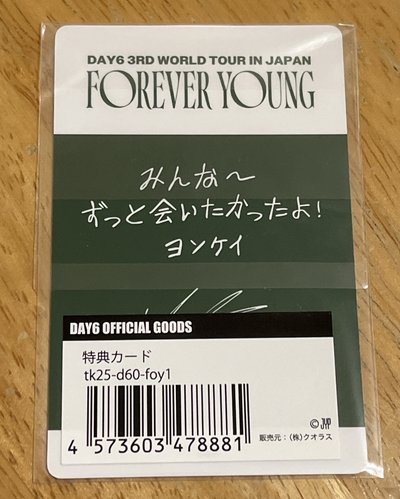 DAY6 3RD WORLD TOUR IN JAPAN
FOREVER YOUNG
みんな～
ずっと会いたかったよ!
ヨンケイ
DAY6 OFFICIAL GOODS
特典カード
tk25-d60-foy1
4 573603 478881
© JYP
販売元:(株)クオラス